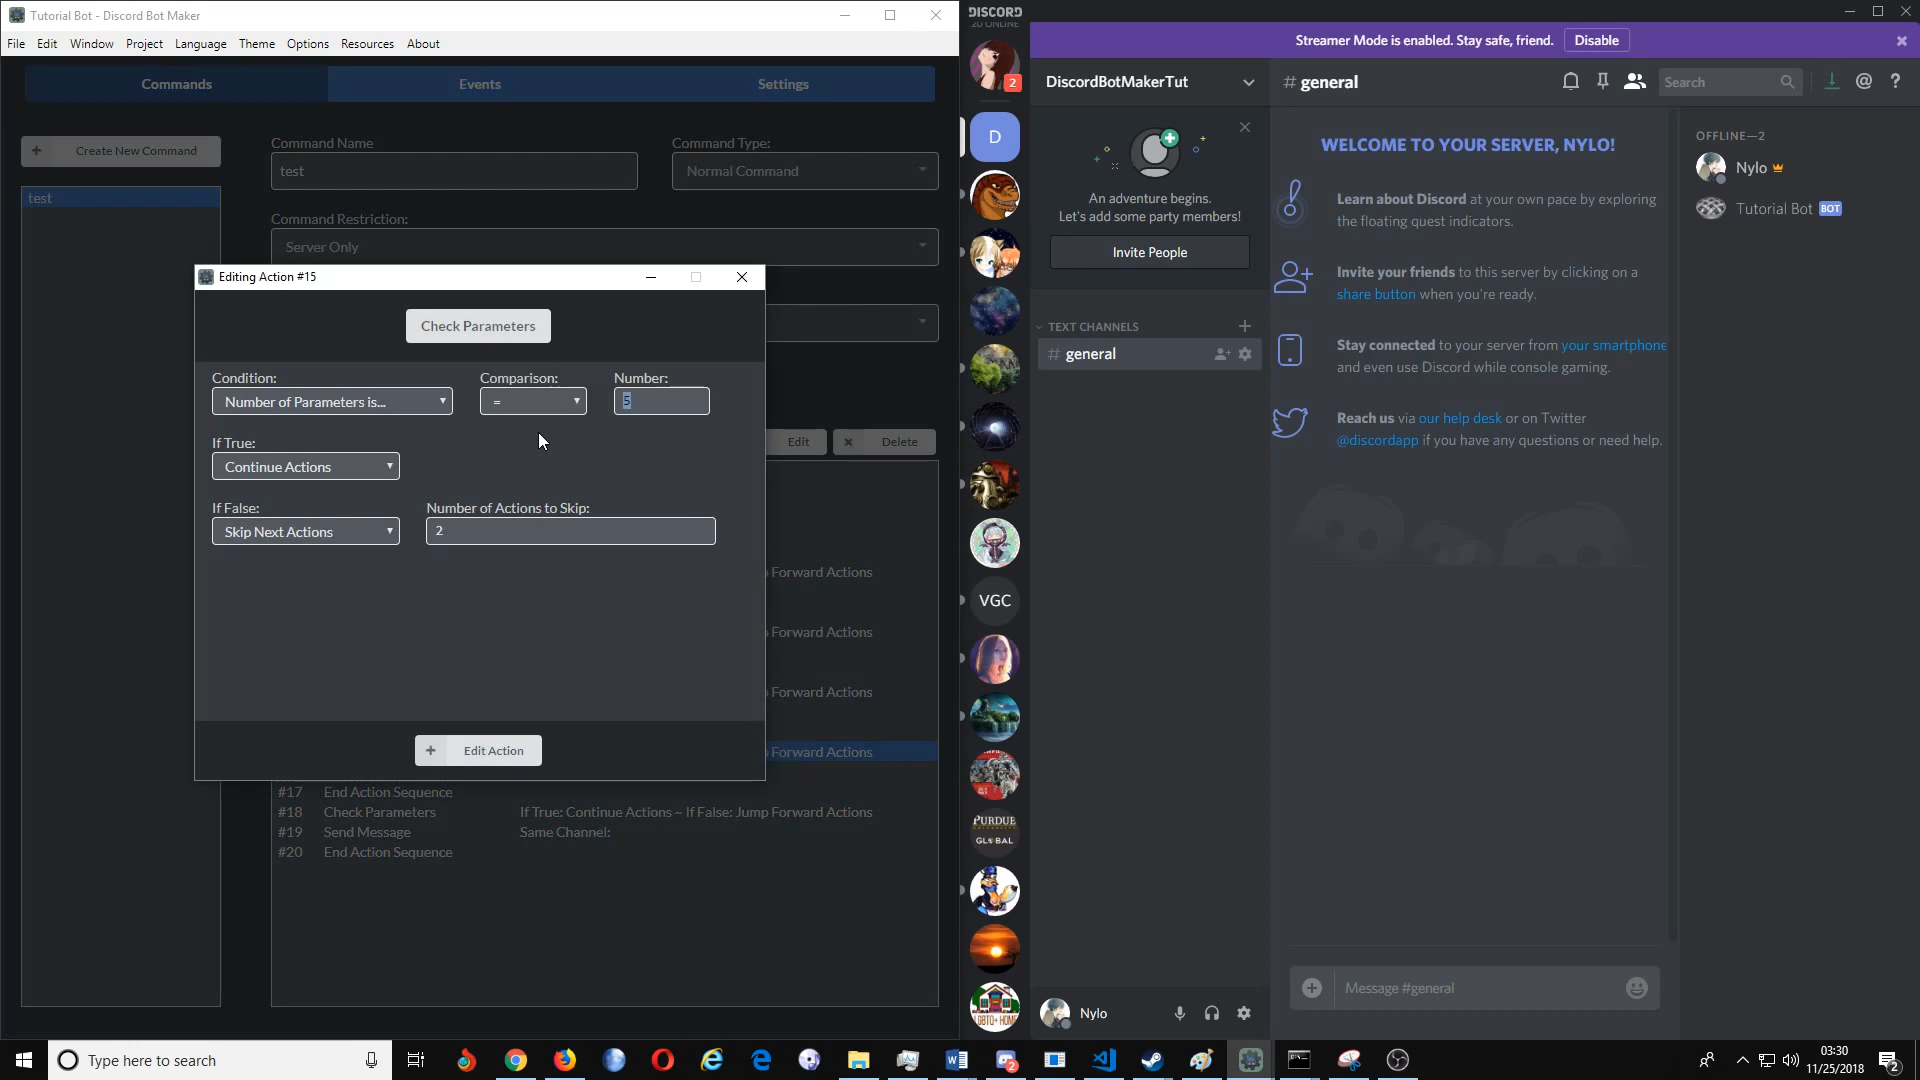 Tutorial Bot - Discord Bot Maker
File Edit Window Project Language Theme Options Resources About
Commands Events Settings
Create New Command
test
Command Name
test
Command Type:
Normal Command
Command Restriction:
Server Only
Edit
Delete
Forward Actions
Forward Actions
Forward Actions
Forward Actions
#17 End Action Sequence
#18 Check Parameters If True: Continue Actions ~ If False: Jump Forward Actions
#19 Send Message Same Channel:
#20 End Action Sequence
Editing Action #15
Check Parameters
Condition: Comparison: Number:
Number of Parameters is... = 5
If True:
Continue Actions
If False: Number of Actions to Skip:
Skip Next Actions 2
Edit Action
DISCORD
20 ONLINE
2
D
VGC
PURDUE
GLOBAL
LGBTQ+ HOME
Streamer Mode is enabled. Stay safe, friend. Disable
DiscordBotMakerTut
An adventure begins.
Let's add some party members!
Invite People
TEXT CHANNELS
# general
Nylo
# general
Search
WELCOME TO YOUR SERVER, NYLO!
Learn about Discord at your own pace by exploring
the floating quest indicators.
Invite your friends to this server by clicking on a
share button when you're ready.
Stay connected to your server from your smartphone
and even use Discord while console gaming.
Reach us via our help desk or on Twitter
@discordapp if you have any questions or need help.
Message #general
OFFLINE—2
Nylo
Tutorial Bot BOT
Type here to search
2
03:30
11/25/2018
2